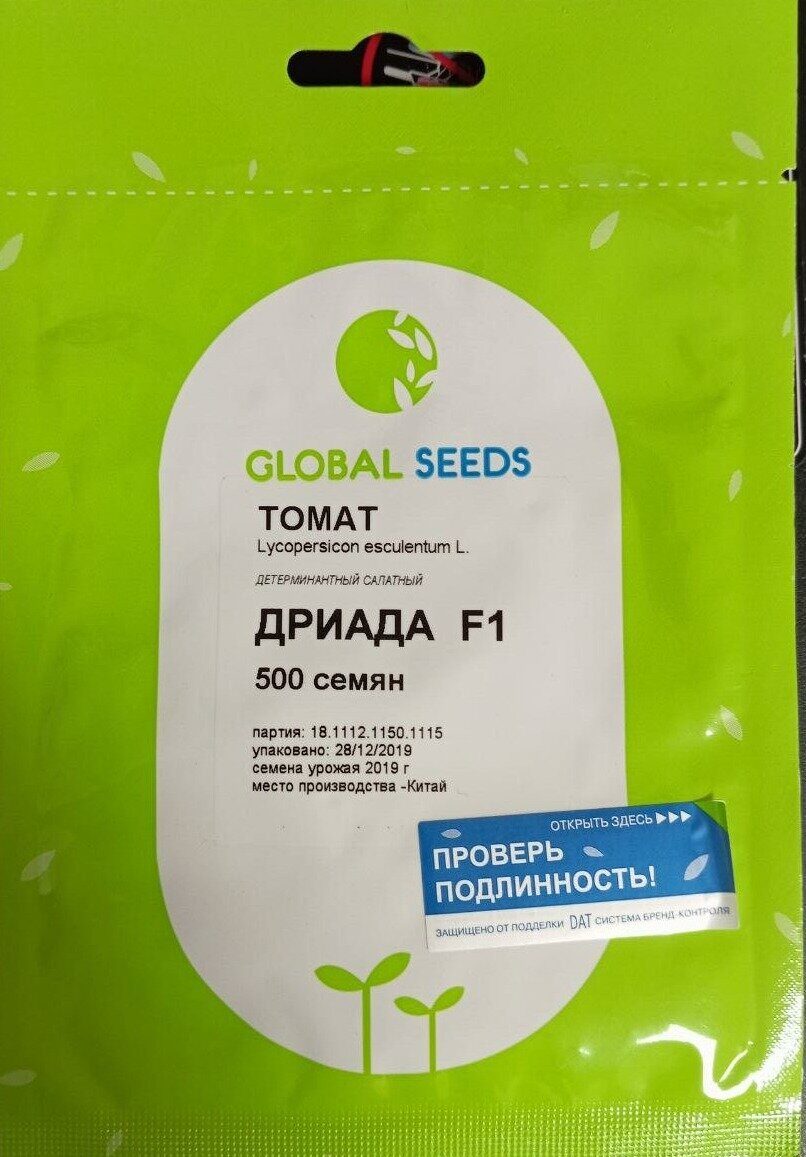 GLOBAL SEEDS
ТОМАТ
Lycopersicon esculentum L.
ДЕТЕРМИНАНТНЫЙ САЛАТНЫЙ
ДРИАДА F1
500 семян
партия: 18.1112.1150.1115
упаковано: 28/12/2019
семена урожая 2019 г
место производства -Китай
ОТКРЫТЬ ЗДЕСЬ
ПРОВЕРЬ
ПОДЛИННОСТЬ!
ЗАЩИЩЕНО ОТ ПОДДЕЛКИ DAT СИСТЕМА БРЕНД-КОНТРОЛЯ